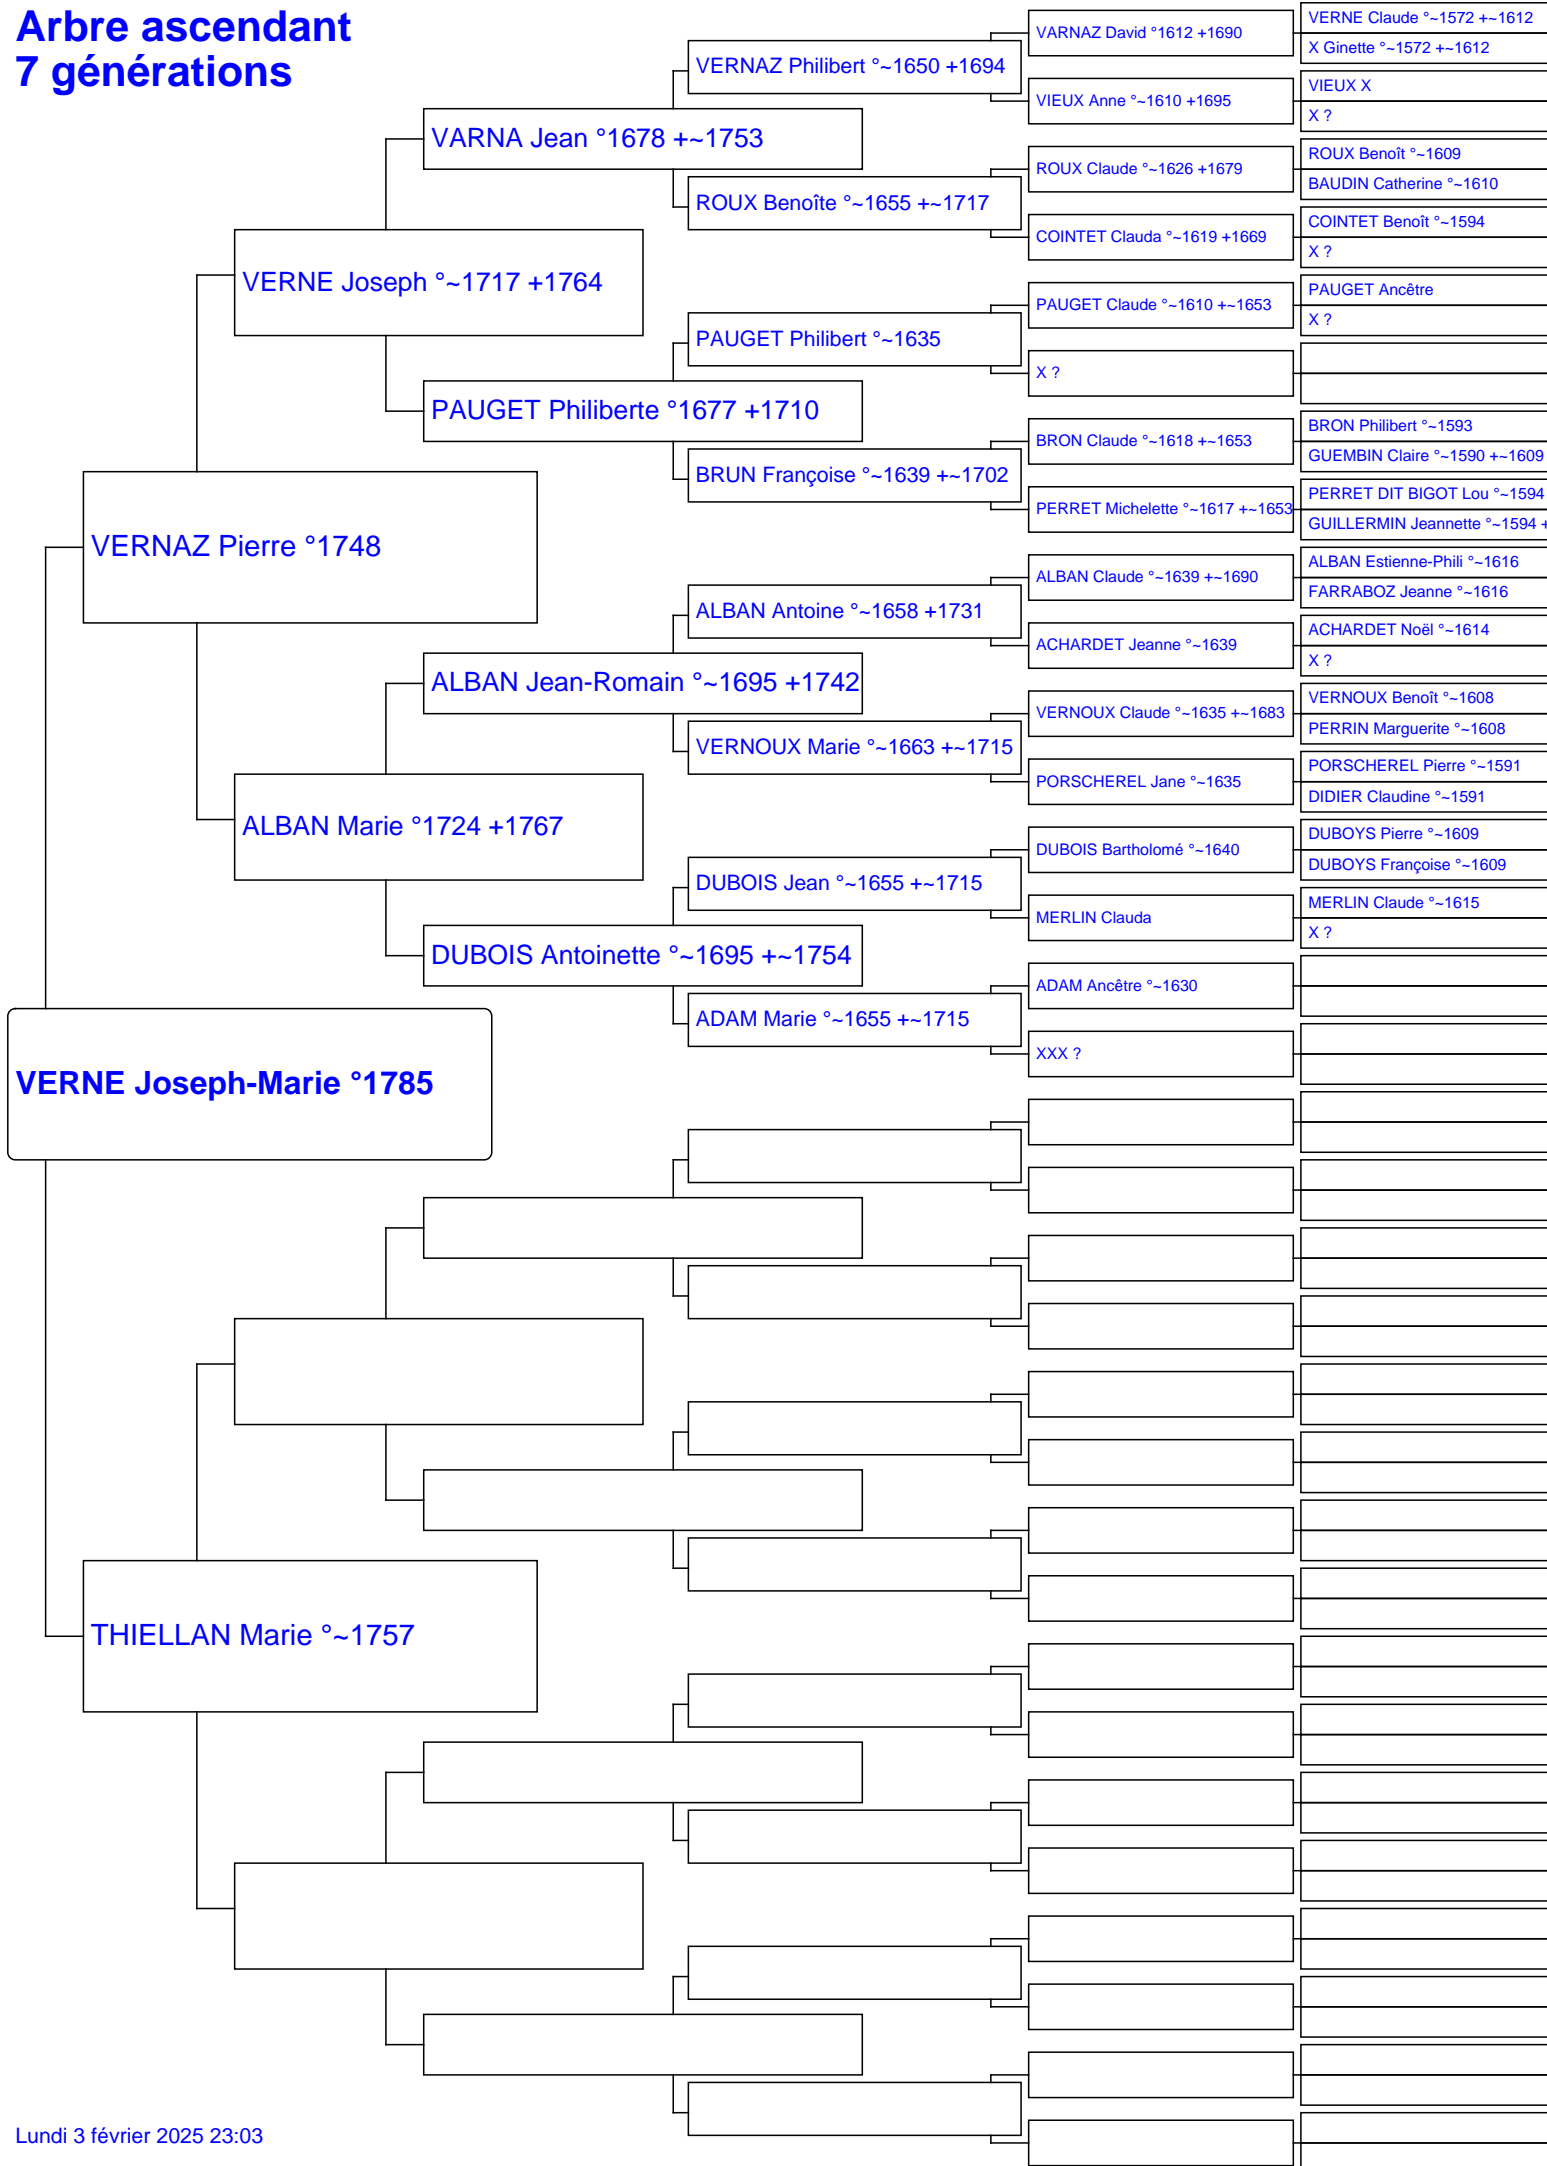 Arbre ascendant
7 générations
VERNE Joseph-Marie °1785
VERNAZ Pierre °1748
THIELLAN Marie °~1757
VERNE Joseph °~1717 +1764
ALBAN Marie °1724 +1767
VARNA Jean °1678 +~1753
PAUGET Philiberte °1677 +1710
ALBAN Jean-Romain °~1695 +1742
DUBOIS Antoinette °~1695 +~1754
VERNAZ Philibert °~1650 +1694
ROUX Benoîte °~1655 +~1717
PAUGET Philibert °~1635
BRUN Françoise °~1639 +~1702
ALBAN Antoine °~1658 +1731
VERNOUX Marie °~1663 +~1715
DUBOIS Jean °~1655 +~1715
ADAM Marie °~1655 +~1715
VARNAZ David °1612 +1690
VIEUX Anne °~1610 +1695
ROUX Claude °~1626 +1679
COINTET Clauda °~1619 +1669
PAUGET Claude °~1610 +~1653
X ?
BRON Claude °~1618 +~1653
PERRET Michelette °~1617 +~1653
ALBAN Claude °~1639 +~1690
ACHARDET Jeanne °~1639
VERNOUX Claude °~1635 +~1683
PORSCHEREL Jane °~1635
DUBOIS Bartholomé °~1640
MERLIN Clauda
ADAM Ancêtre °~1630
XXX ?
VERNE Claude °~1572 +~1612
X Ginette °~1572 +~1612
VIEUX X
X ?
ROUX Benoît °~1609
BAUDIN Catherine °~1610
COINTET Benoît °~1594
X ?
PAUGET Ancêtre
X ?
BRON Philibert °~1593
GUEMBIN Claire °~1590 +~1609
PERRET DIT BIGOT Lou °~1594
GUILLERMIN Jeannette °~1594 +
ALBAN Estienne-Phili °~1616
FARRABOZ Jeanne °~1616
ACHARDET Noël °~1614
X ?
VERNOUX Benoît °~1608
PERRIN Marguerite °~1608
PORSCHEREL Pierre °~1591
DIDIER Claudine °~1591
DUBOYS Pierre °~1609
DUBOYS Françoise °~1609
MERLIN Claude °~1615
X ?
Lundi 3 février 2025 23:03